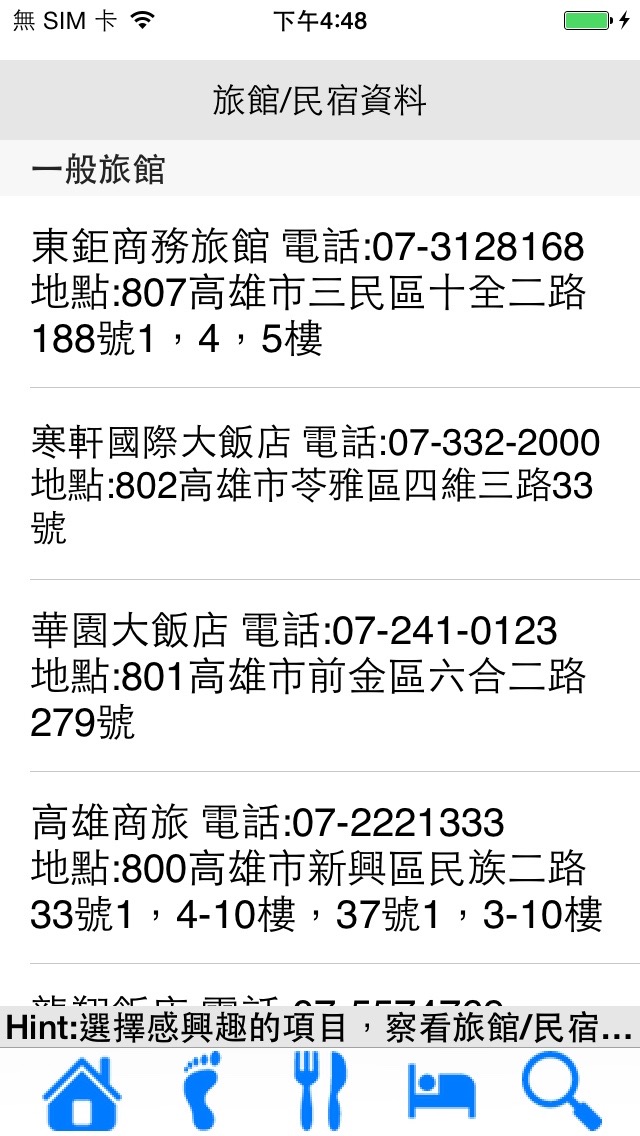 無 SIM 卡 下午4:48
旅館/民宿資料
一般旅館
東鉅商務旅館 電話:07-3128168
地點:807高雄市三民區十全二路
188號1，4，5樓
寒軒國際大飯店 電話:07-332-2000
地點:802高雄市苓雅區四維三路33
號
華園大飯店 電話:07-241-0123
地點:801高雄市前金區六合二路
279號
高雄商旅 電話:07-2221333
地點:800高雄市新興區民族二路
33號1，4-10樓，37號1，3-10樓
龍翔飯店 電話
Hint:選擇感興趣的項目，察看旅館/民宿...